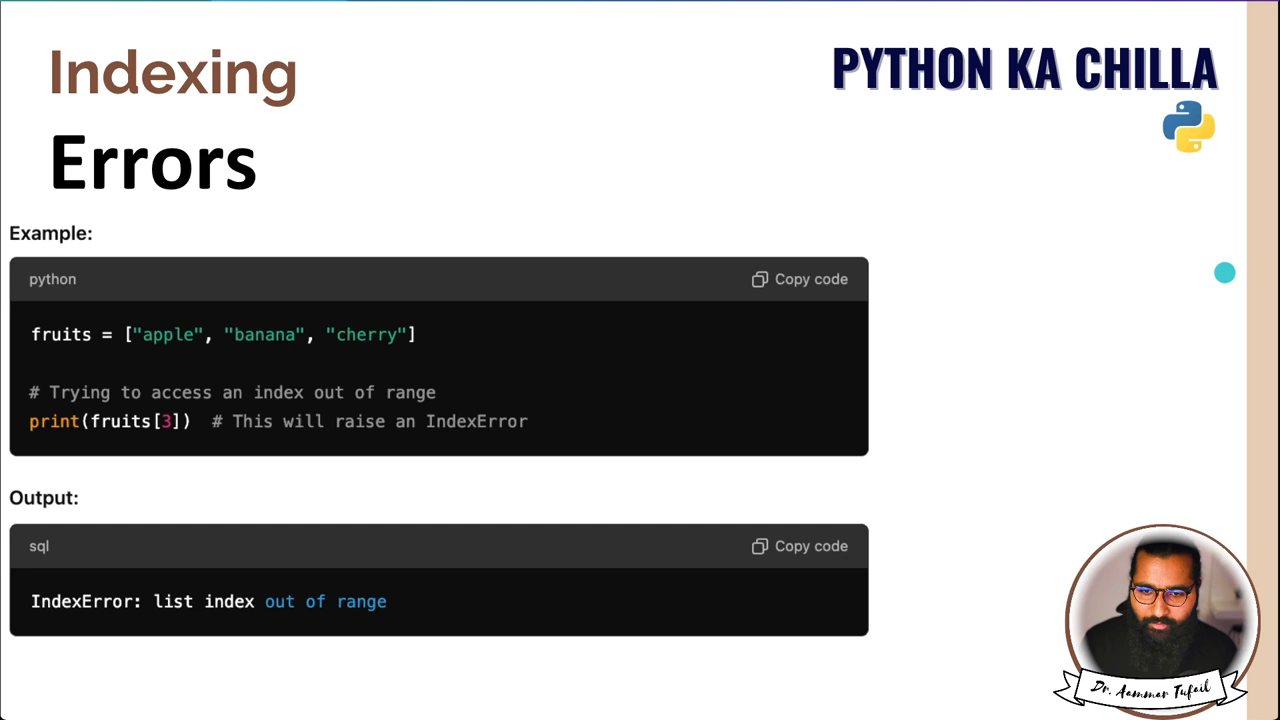 Indexing
PYTHON KA CHILLA
Errors
Example:
python
Copy code
fruits = ["apple", "banana", "cherry"]
# Trying to access an index out of range
print(fruits[3])  # This will raise an IndexError
Output:
sql
Copy code
IndexError: list index out of range
Dr. Aammar Tufail